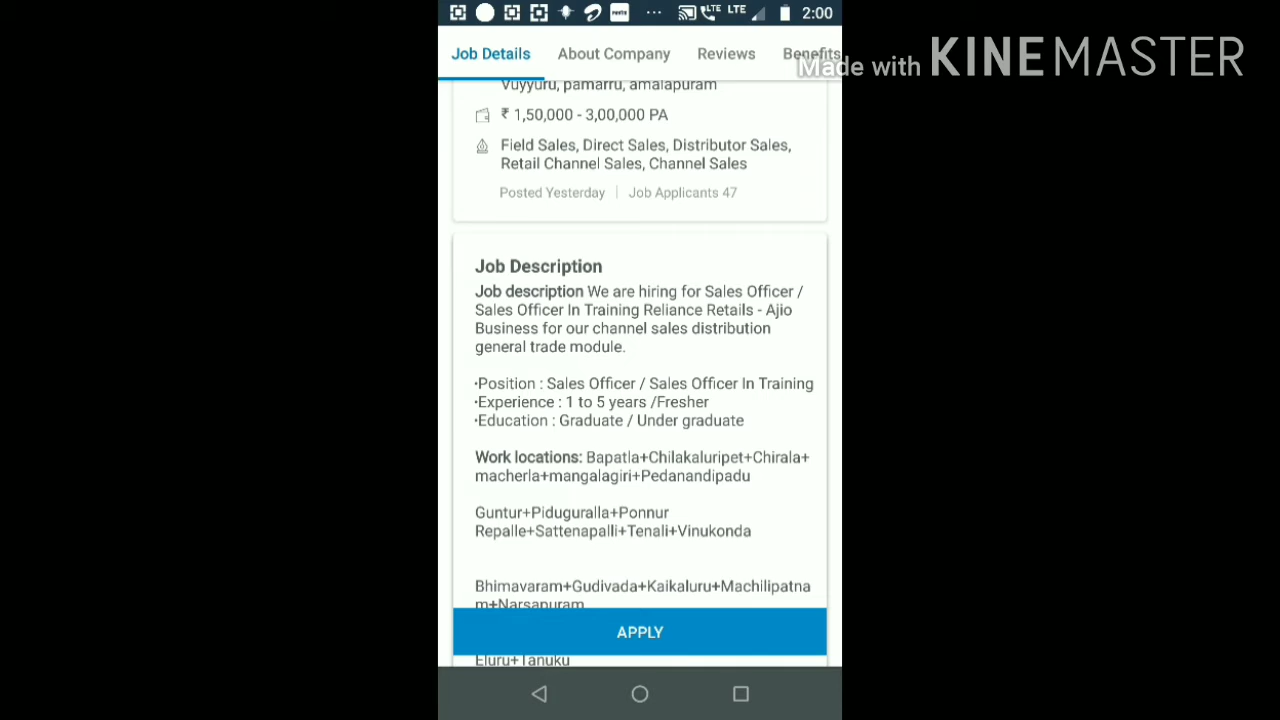 LTE LTE 2:00
Job Details About Company Reviews Benefits
Made with KINEMASTER
Vuyyuru, pamarru, amalapuram
₹ 1,50,000 - 3,00,000 PA
Field Sales, Direct Sales, Distributor Sales,
Retail Channel Sales, Channel Sales
Posted Yesterday | Job Applicants 47
Job Description
Job description We are hiring for Sales Officer /
Sales Officer In Training Reliance Retails - Ajio
Business for our channel sales distribution
general trade module.
·Position : Sales Officer / Sales Officer In Training
·Experience : 1 to 5 years /Fresher
·Education : Graduate / Under graduate
Work locations: Bapatla+Chilakaluripet+Chirala+
macherla+mangalagiri+Pedanandipadu
Guntur+Piduguralla+Ponnur
Repalle+Sattenapalli+Tenali+Vinukonda
Bhimavaram+Gudivada+Kaikaluru+Machilipatna
m+Narsapuram
APPLY
Eluru+Tanuku